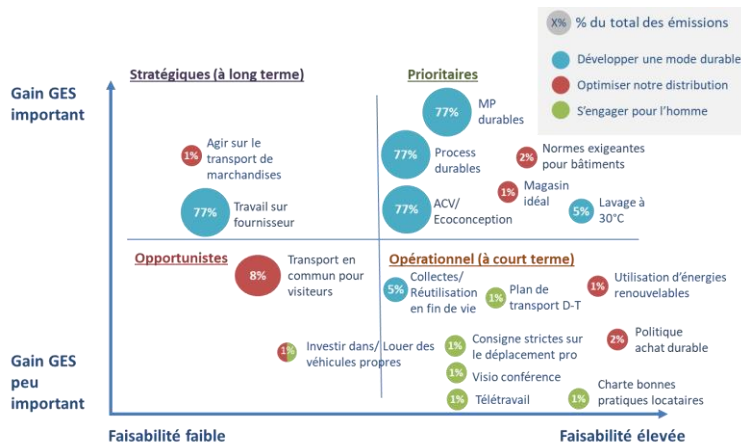 X% % du total des émissions
Développer une mode durable
Optimiser notre distribution
S'engager pour l'homme
Stratégiques (à long terme)
Prioritaires
Gain GES
important
77%
MP
durables
1%
Agir sur le
transport de
marchandises
77%
Process
durables
2%
Normes exigeantes
pour bâtiments
77%
Travail sur
fournisseur
77%
ACV/
Ecoconception
1%
Magasin
idéal
5%
Lavage à
30°C
Opportunistes
Opérationnel (à court terme)
8%
Transport en
commun pour
visiteurs
5%
Collectes/
Réutilisation
en fin de vie
1%
Plan de
transport D-T
1%
Utilisation d'énergies
renouvelables
1%
Investir dans/ Louer des
véhicules propres
1%
Consigne strictes sur
le déplacement pro
2%
Politique
achat durable
1%
Visio conférence
1%
Télétravail
1%
Charte bonnes
pratiques locataires
Gain GES
peu
important
Faisabilité faible
Faisabilité élevée